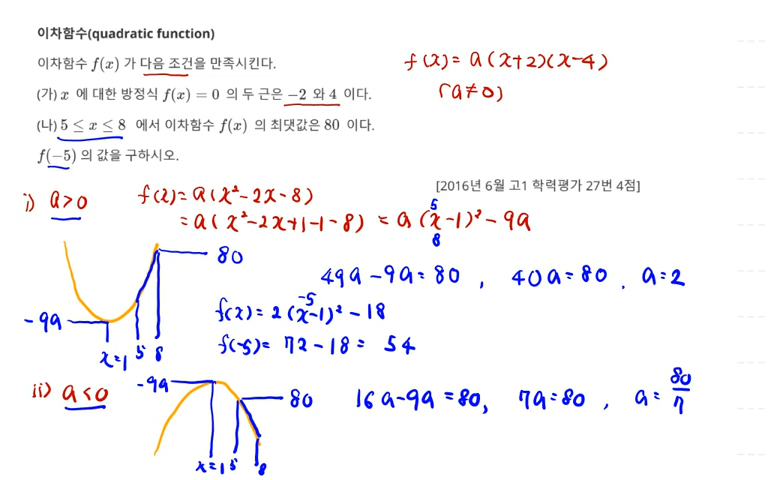 이차함수(quadratic function)
이차함수 f(x) 가 다음 조건을 만족시킨다.
(가) x 에 대한 방정식 f(x) = 0 의 두 근은 −2 와 4 이다.
(나) 5 ≤ x ≤ 8 에서 이차함수 f(x) 의 최댓값은 80 이다.
f(−5) 의 값을 구하시오.
f(x) = a(x+2)(x-4)
(a≠0)
[2016년 6월 고1 학력평가 27번 4점]
i) a>0
f(x) = a(x²-2x-8)
= a(x²-2x+1-1-8) = a(x-1)² - 9a
5
8
80
-9a
x=1 5 8
49a-9a=80 , 40a=80 , a=2
-5
f(x) = 2(x-1)² - 18
f(-5) = 72-18 = 54
ii) a<0
-9a
80
x=1 5 8
16a-9a=80, 7a=80 , a=80/7